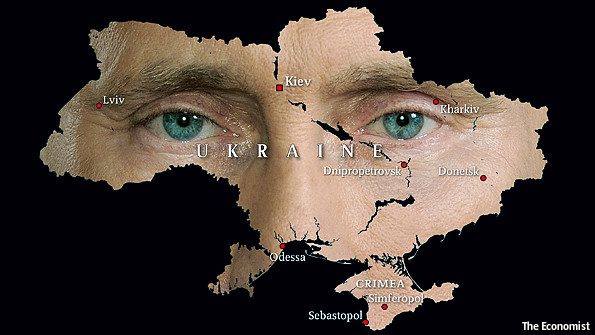 Kiev
Lviv
Kharkiv
UKRAINE
Dnipropetrovsk
Donetsk
Odessa
CRIMEA
Simferopol
Sebastopol
The Economist